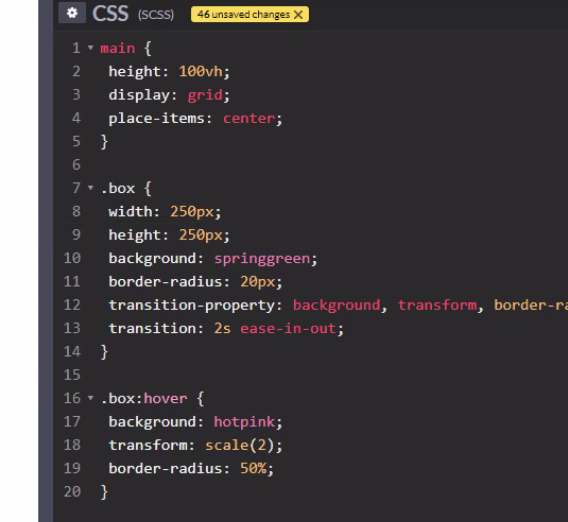 CSS (SCSS) 46 unsaved changes X
1 main {
2 height: 100vh;
3 display: grid;
4 place-items: center;
5 }
6
7 .box {
8 width: 250px;
9 height: 250px;
10 background: springgreen;
11 border-radius: 20px;
12 transition-property: background, transform, border-ra
13 transition: 2s ease-in-out;
14 }
15
16 .box:hover {
17 background: hotpink;
18 transform: scale(2);
19 border-radius: 50%;
20 }